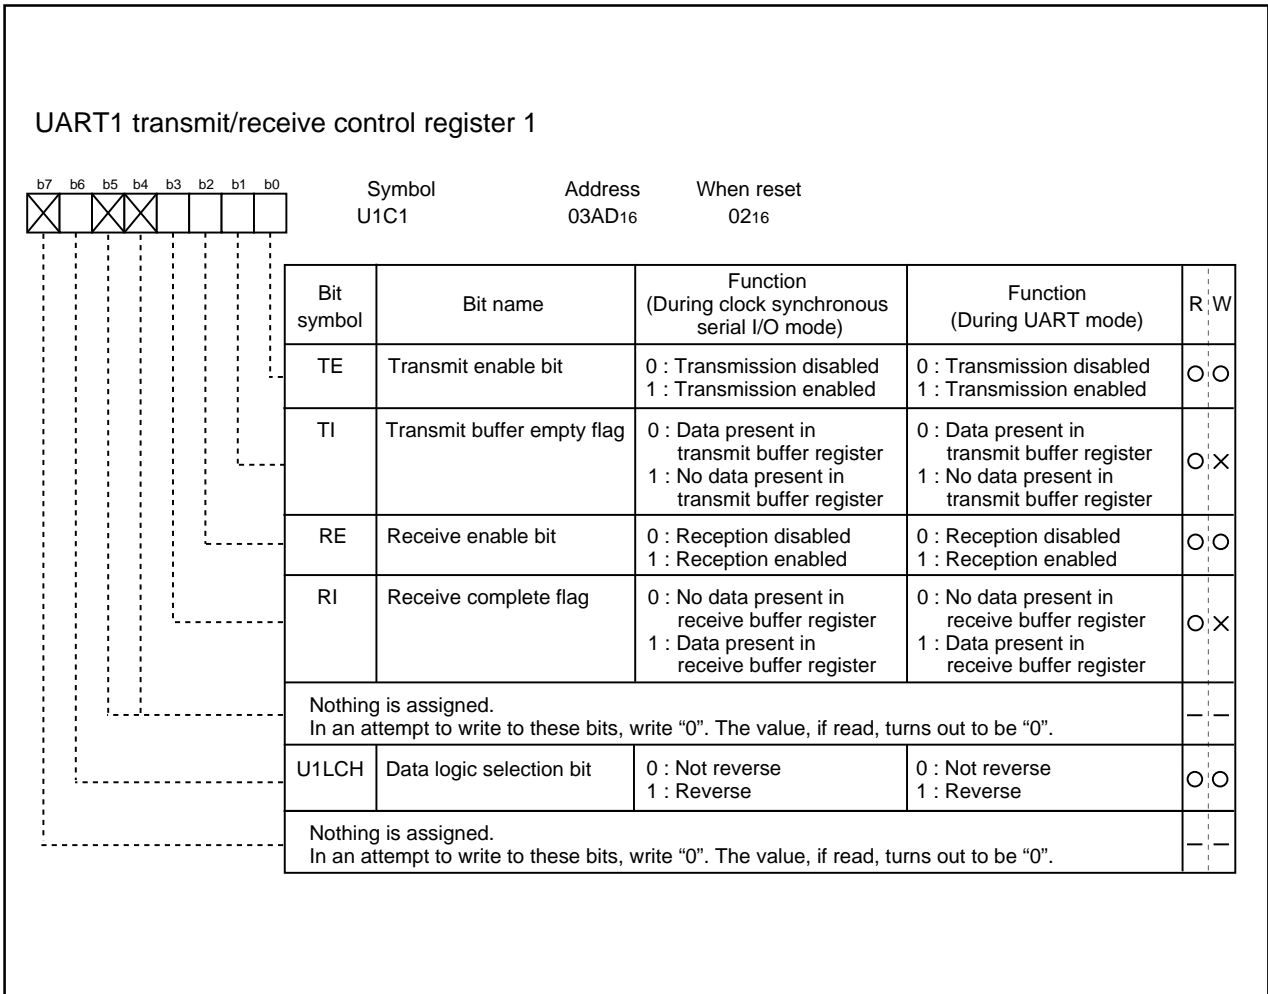 UART1 transmit/receive control register 1
b7 b6 b5 b4 b3 b2 b1 b0
Symbol Address When reset
U1C1 03AD16 0216
Bit symbol Bit name Function (During clock synchronous serial I/O mode) Function (During UART mode) R W
TE Transmit enable bit 0 : Transmission disabled 0 : Transmission disabled
1 : Transmission enabled 1 : Transmission enabled
TI Transmit buffer empty flag 0 : Data present in 0 : Data present in
transmit buffer register transmit buffer register
1 : No data present in 1 : No data present in
transmit buffer register transmit buffer register
RE Receive enable bit 0 : Reception disabled 0 : Reception disabled
1 : Reception enabled 1 : Reception enabled
RI Receive complete flag 0 : No data present in 0 : No data present in
receive buffer register receive buffer register
1 : Data present in 1 : Data present in
receive buffer register receive buffer register
Nothing is assigned.
In an attempt to write to these bits, write “0”. The value, if read, turns out to be “0”.
U1LCH Data logic selection bit 0 : Not reverse 0 : Not reverse
1 : Reverse 1 : Reverse
Nothing is assigned.
In an attempt to write to these bits, write “0”. The value, if read, turns out to be “0”.